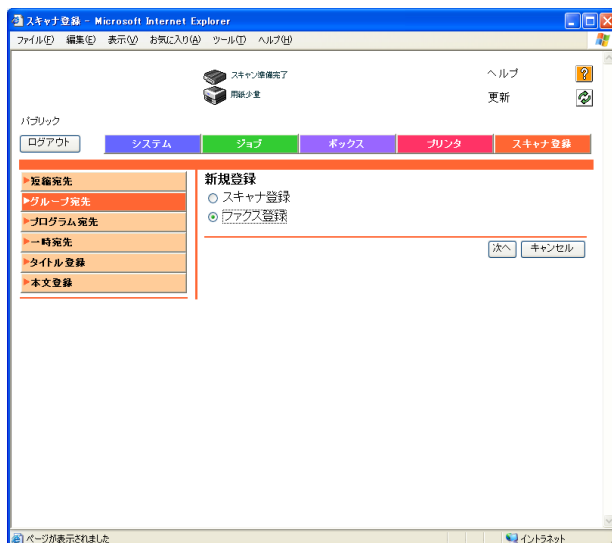 スキャナ登録 - Microsoft Internet Explorer
ファイル(F) 編集(E) 表示(V) お気に入り(A) ツール(T) ヘルプ(H)
スキャン準備完了
ヘルプ ?
用紙少量
更新
パブリック
ログアウト システム ジョブ ボックス プリンタ スキャナ登録
短縮宛先
グループ宛先
プログラム宛先
一時宛先
タイトル登録
本文登録
新規登録
スキャナ登録
ファクス登録
次へ キャンセル
ページが表示されました イントラネット